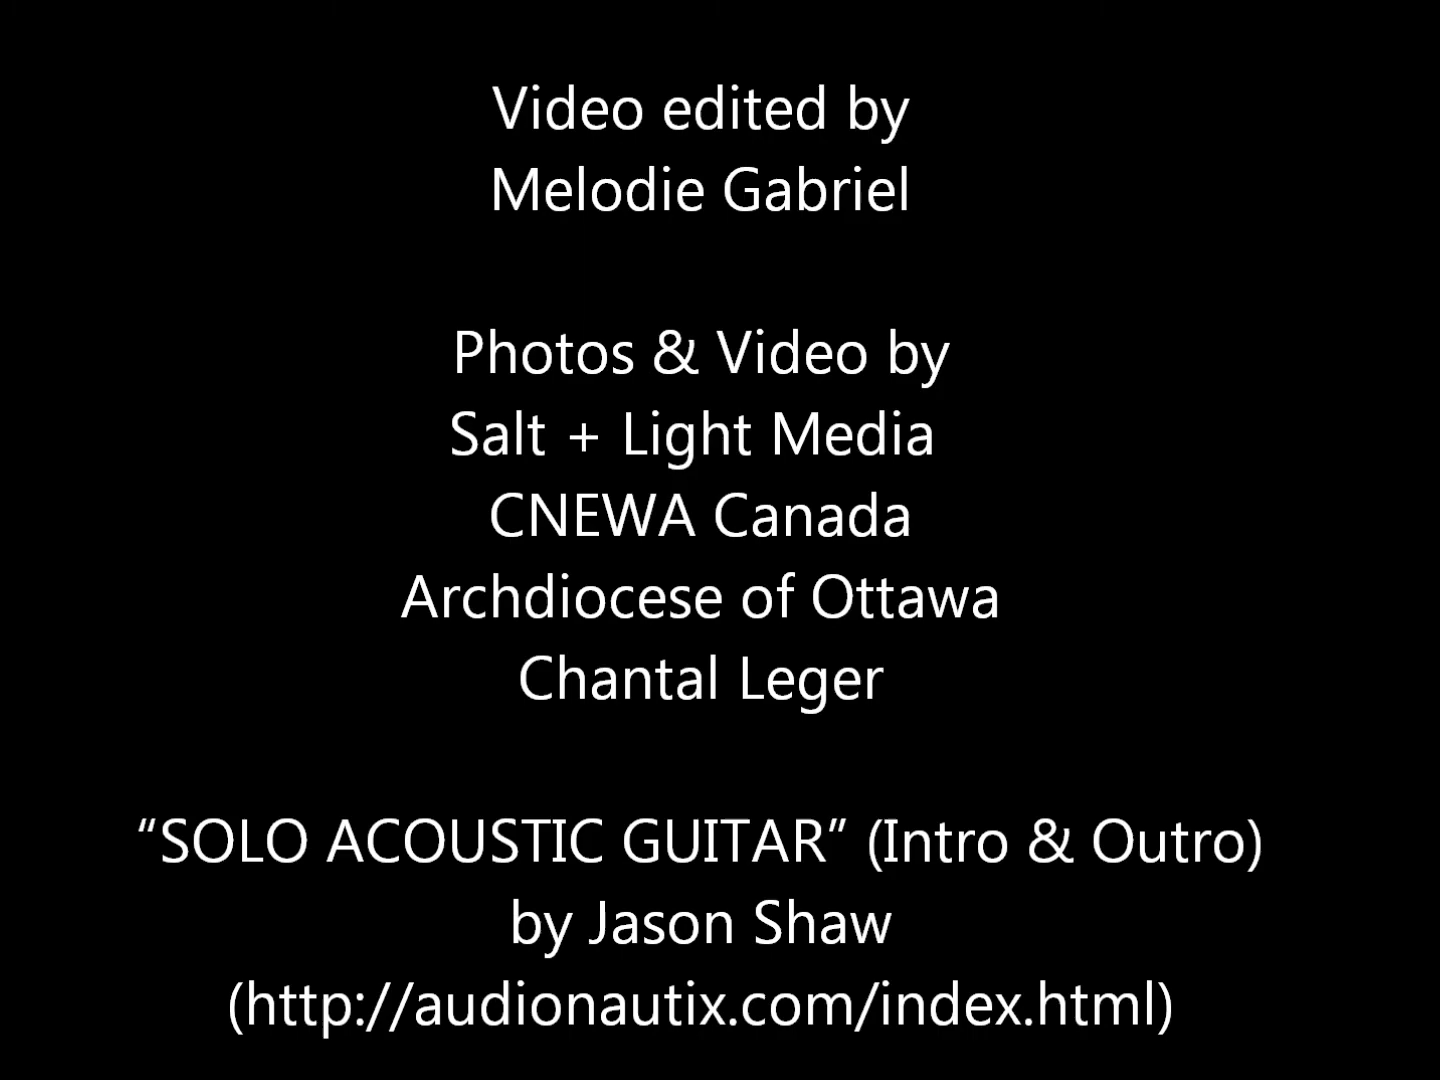 Video edited by
Melodie Gabriel
Photos & Video by
Salt + Light Media
CNEWA Canada
Archdiocese of Ottawa
Chantal Leger
“SOLO ACOUSTIC GUITAR” (Intro & Outro)
by Jason Shaw
(http://audionautix.com/index.html)